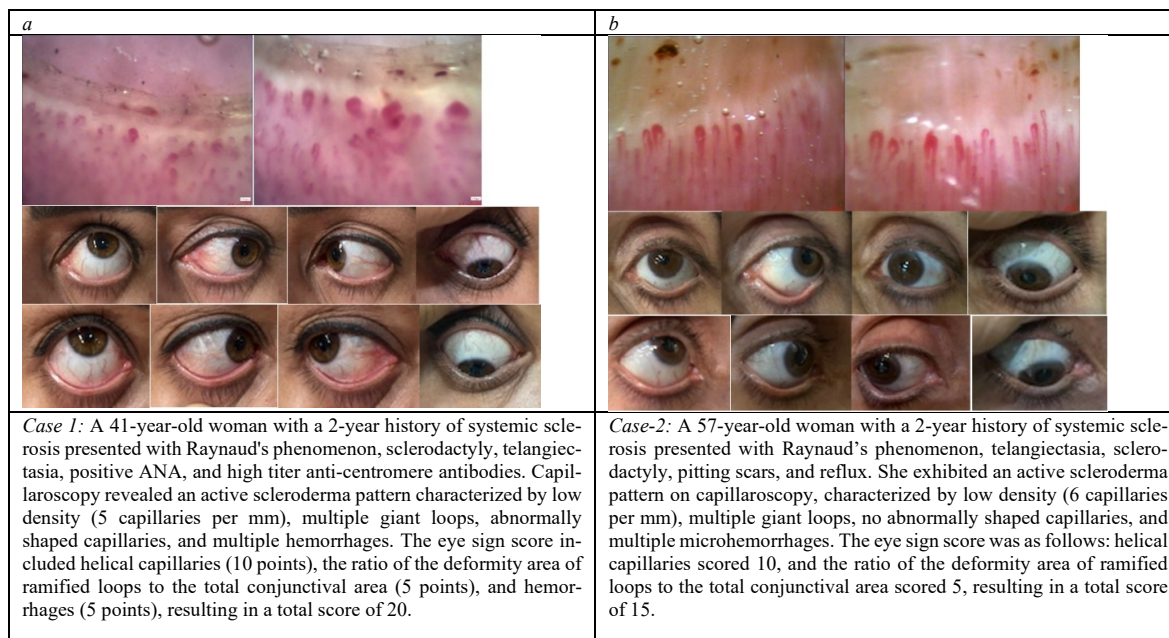 a
b
Case 1: A 41-year-old woman with a 2-year history of systemic scle-
rosis presented with Raynaud's phenomenon, sclerodactyly, telangiec-
tasia, positive ANA, and high titer anti-centromere antibodies. Capil-
laroscopy revealed an active scleroderma pattern characterized by low
density (5 capillaries per mm), multiple giant loops, abnormally
shaped capillaries, and multiple hemorrhages. The eye sign score in-
cluded helical capillaries (10 points), the ratio of the deformity area of
ramified loops to the total conjunctival area (5 points), and hemor-
rhages (5 points), resulting in a total score of 20.
Case-2: A 57-year-old woman with a 2-year history of systemic scle-
rosis presented with Raynaud’s phenomenon, telangiectasia, sclero-
dactyly, pitting scars, and reflux. She exhibited an active scleroderma
pattern on capillaroscopy, characterized by low density (6 capillaries
per mm), multiple giant loops, no abnormally shaped capillaries, and
multiple microhemorrhages. The eye sign score was as follows: helical
capillaries scored 10, and the ratio of the deformity area of ramified
loops to the total conjunctival area scored 5, resulting in a total score
of 15.